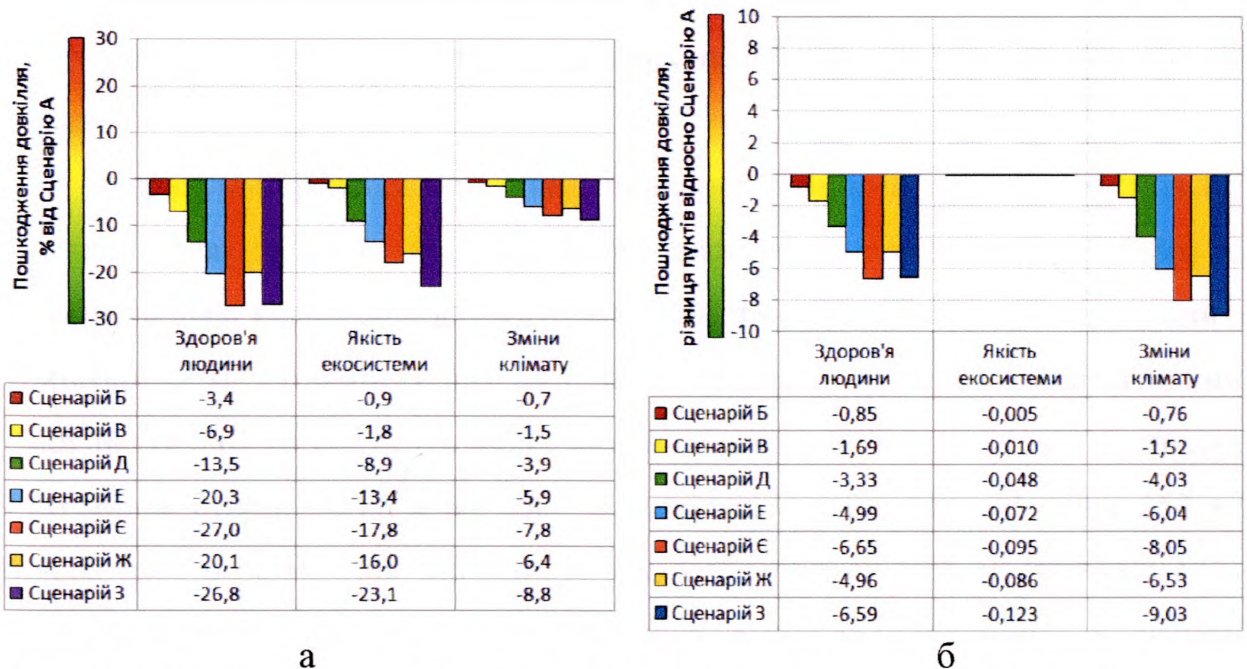 Пошкодження довкілля,
% від Сценарію А
30
20
10
0
-10
-20
-30
Здоров'я людини
Якість екосистеми
Зміни клімату
Сценарій Б -3,4 -0,9 -0,7
Сценарій В -6,9 -1,8 -1,5
Сценарій Д -13,5 -8,9 -3,9
Сценарій Е -20,3 -13,4 -5,9
Сценарій Є -27,0 -17,8 -7,8
Сценарій Ж -20,1 -16,0 -6,4
Сценарій З -26,8 -23,1 -8,8
а
Пошкодження довкілля,
різниця пуктів відносно Сценарію А
10
8
6
4
2
0
-2
-4
-6
-8
-10
Здоров'я людини
Якість екосистеми
Зміни клімату
Сценарій Б -0,85 -0,005 -0,76
Сценарій В -1,69 -0,010 -1,52
Сценарій Д -3,33 -0,048 -4,03
Сценарій Е -4,99 -0,072 -6,04
Сценарій Є -6,65 -0,095 -8,05
Сценарій Ж -4,96 -0,086 -6,53
Сценарій З -6,59 -0,123 -9,03
б